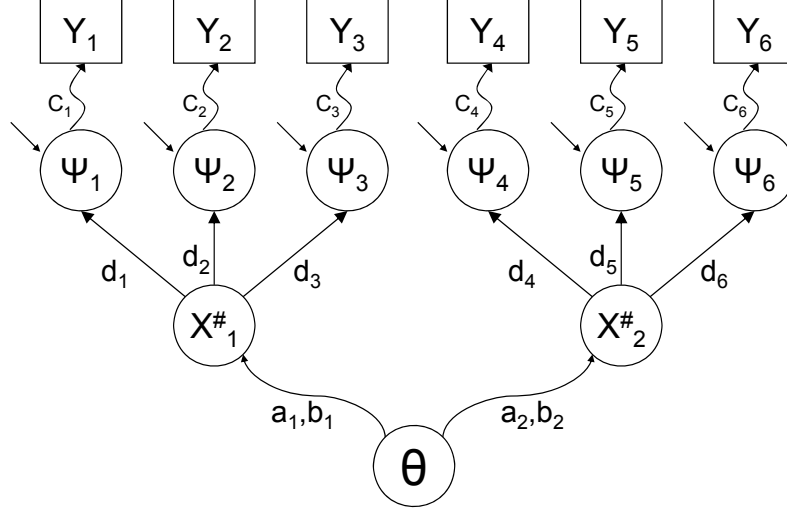 Y₁ Y₂ Y₃ Y₄ Y₅ Y₆
C₁ C₂ C₃ C₄ C₅ C₆
Ψ₁ Ψ₂ Ψ₃ Ψ₄ Ψ₅ Ψ₆
d₁ d₂ d₃ d₄ d₅ d₆
X#₁ X#₂
a₁,b₁ a₂,b₂
θ